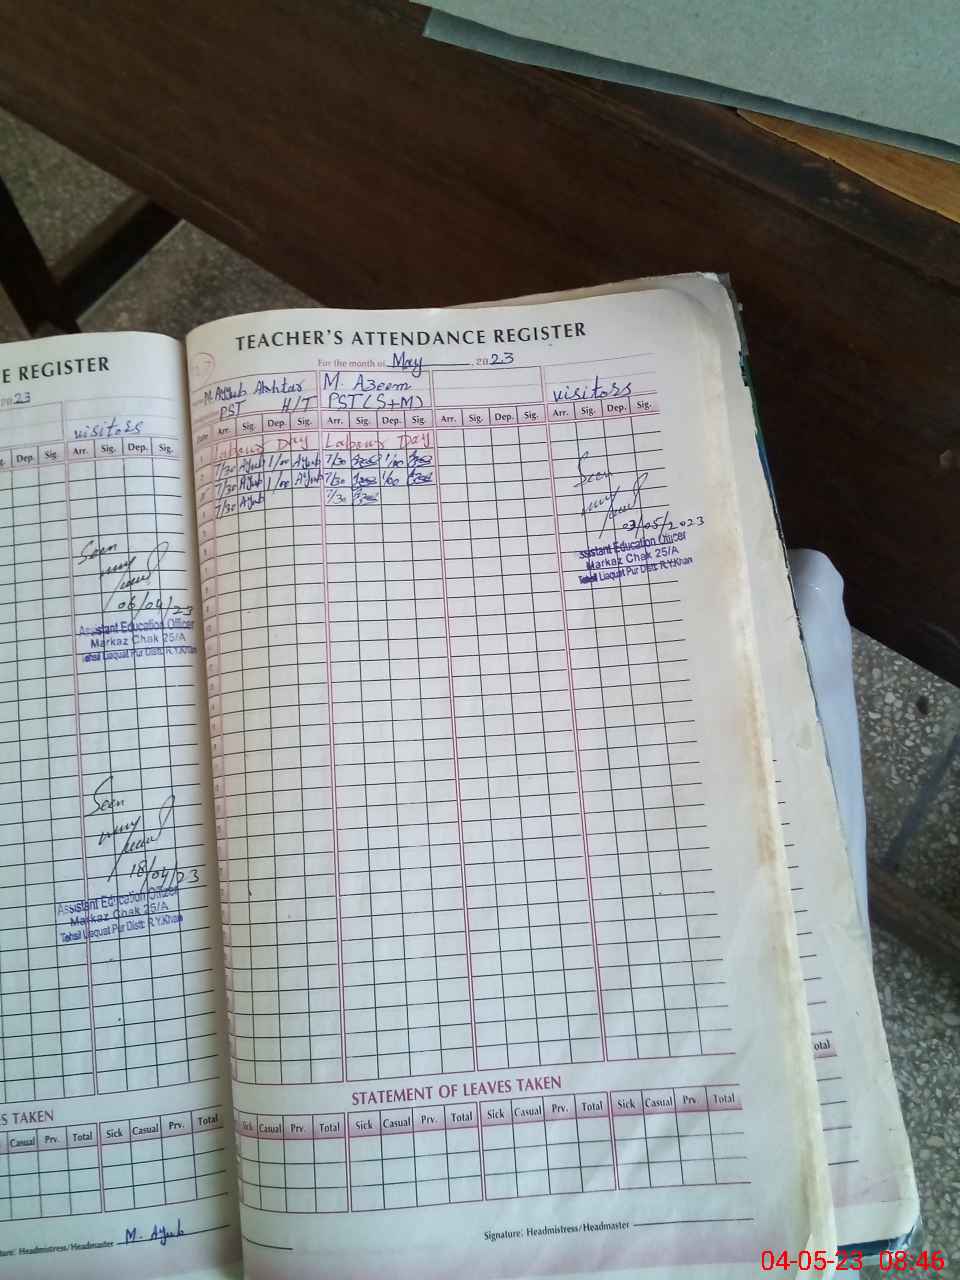 E REGISTER
2023
visitors
Sig. Arr. Sig. Dep. Sig.
Seen
06/04/23
Assistant Education Officer
Markaz Chak 25/A
Tehsil Liaquat Pur Distt: R.Y.Khan
Seen
18/04/23
Assistant Education Officer
Markaz Chak 25/A
Tehsil Liaquat Pur Distt: R.Y.Khan
S TAKEN
Casual Prv. Total Sick Casual Prv. Total
ture: Headmistress/Headmaster M. Ayub
TEACHER'S ATTENDANCE REGISTER
For the month of May, 2023
M. Ayub Akhtar M. Azeem
PST H/T PST(S+M) visitors
Date Arr. Sig. Dep. Sig. Arr. Sig. Dep. Sig. Arr. Sig. Dep. Sig. Arr. Sig. Dep. Sig.
1 Labour Day Labour Day
2 7/30 Ayub 1/00 Ayub 7/30 1/00
3 7/30 Ayub 1/00 Ayub 7/30 1/00
4 7/30 Ayub 7/30
Seen
03/05/2023
Assistant Education Officer
Markaz Chak 25/A
Tehsil Liaquat Pur Distt: R.Y.Khan
STATEMENT OF LEAVES TAKEN
Sick Casual Prv. Total Sick Casual Prv. Total Sick Casual Prv. Total Sick Casual Prv Total
Signature: Headmistress/Headmaster
otal
04-05-23 08:46